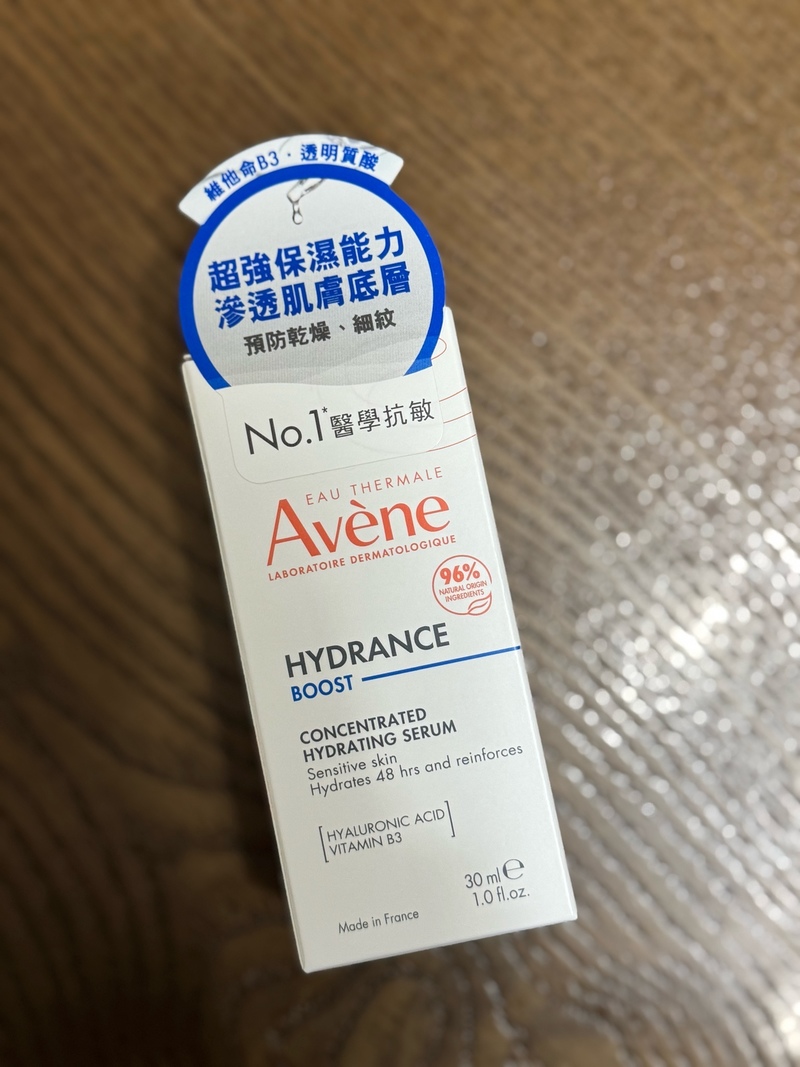 維他命B3．透明質酸
超強保濕能力
滲透肌膚底層
預防乾燥、細紋
No.1*醫學抗敏
EAU THERMALE
Avène
LABORATOIRE DERMATOLOGIQUE
96%
NATURAL ORIGIN
INGREDIENTS
HYDRANCE
BOOST
CONCENTRATED
HYDRATING SERUM
Sensitive skin
Hydrates 48 hrs and reinforces
[HYALURONIC ACID
VITAMIN B3]
30 ml ℮
1.0 fl.oz.
Made in France